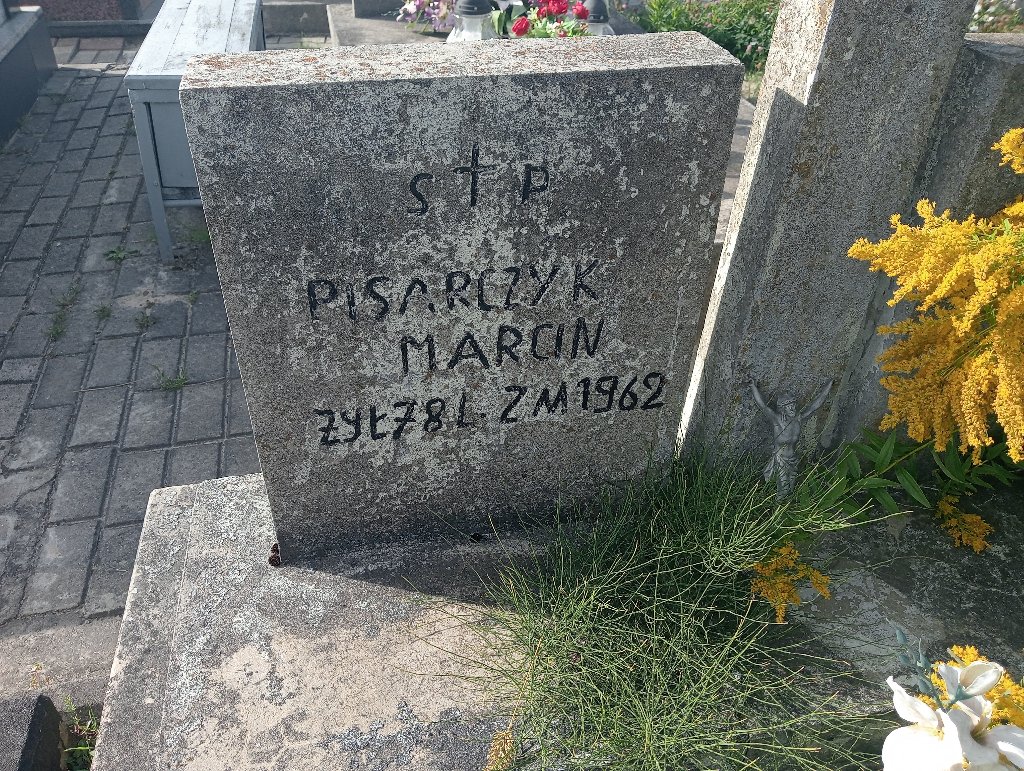 S † P
PISARCZYK
MARCIN
ŻYŁ 78 L. ZM 1962